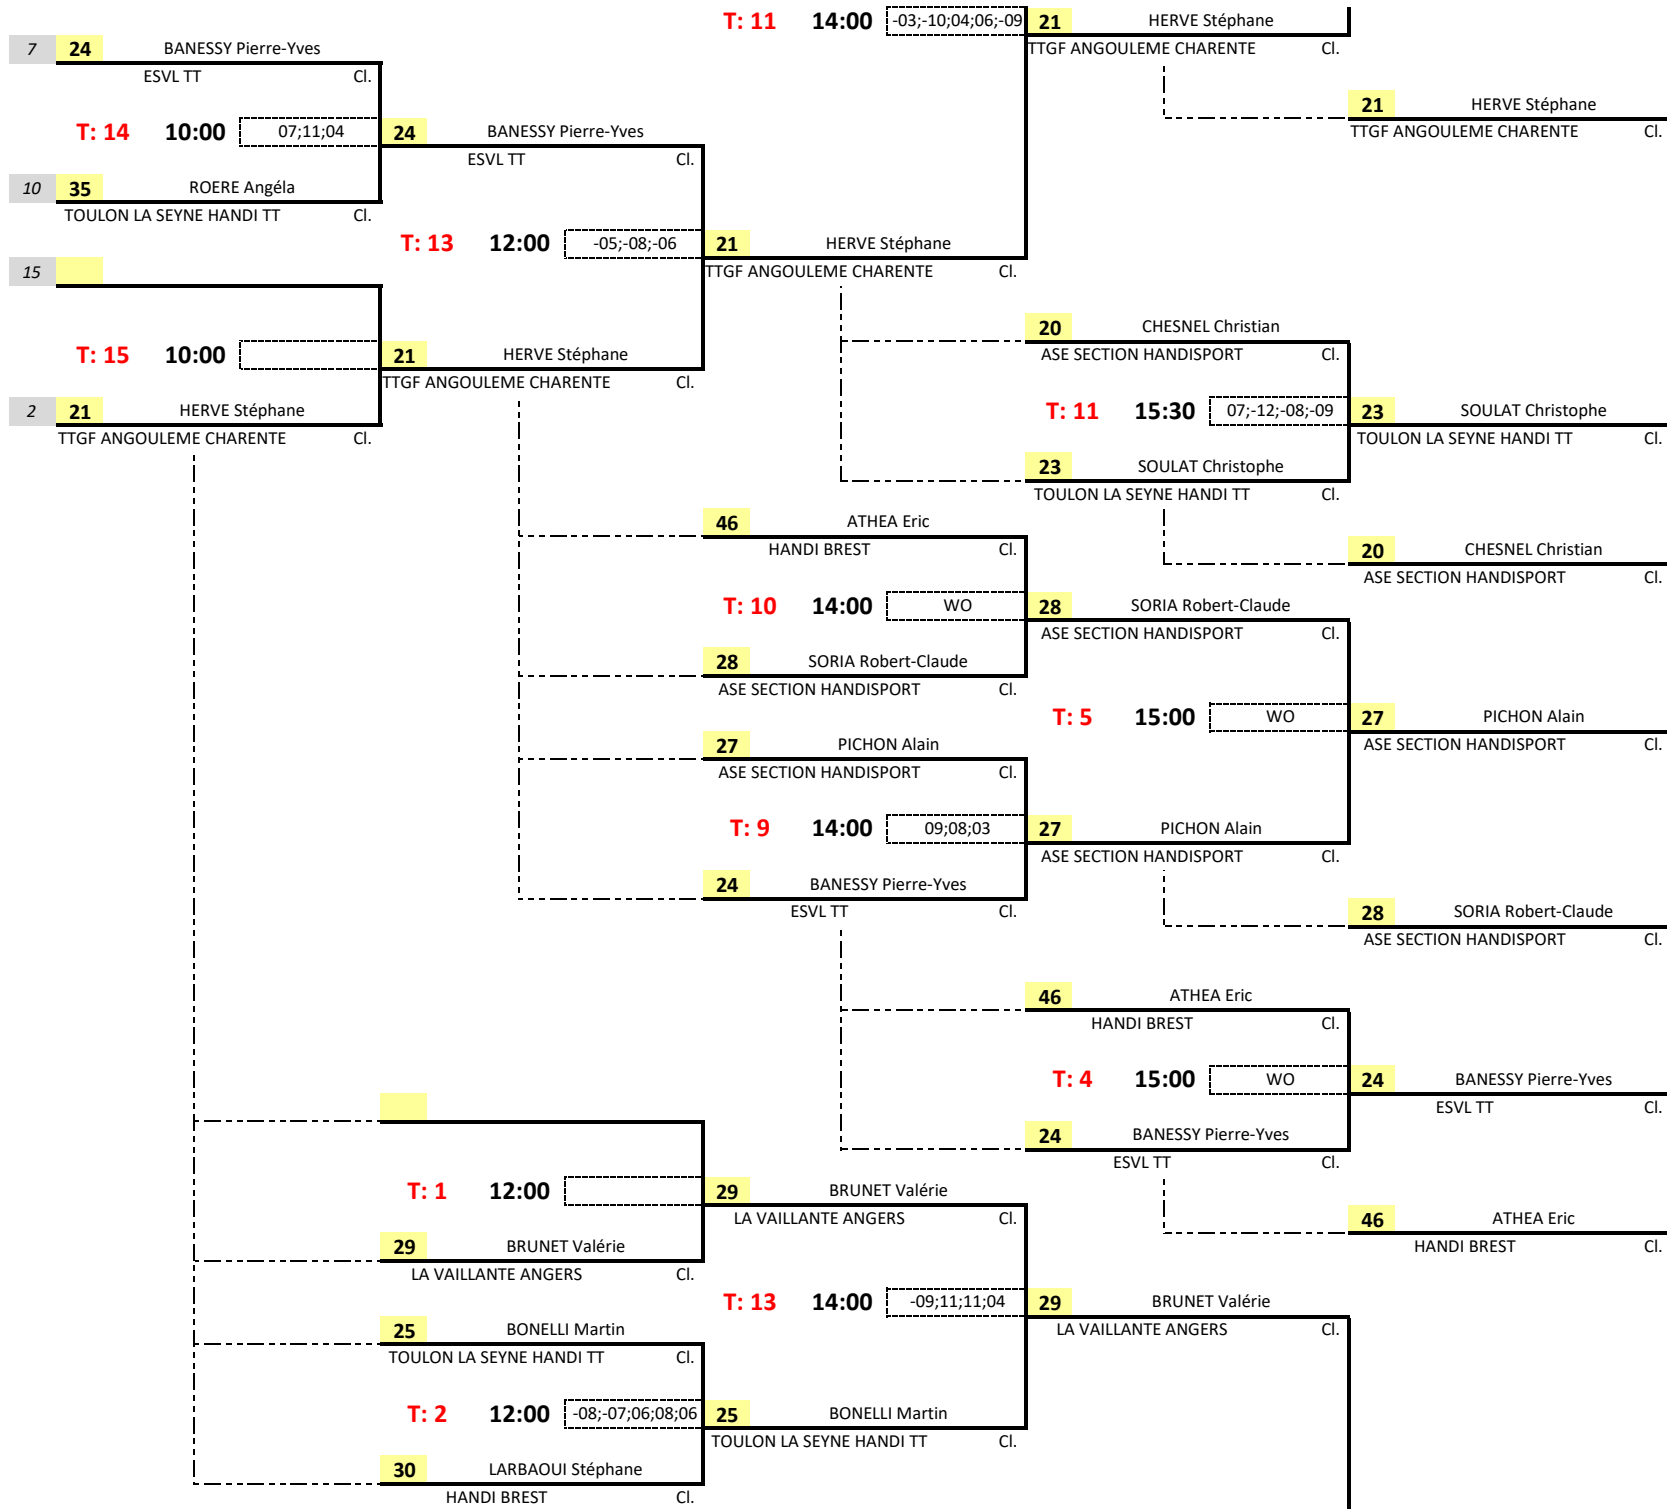 T: 11 14:00 -03;-10;04;06;-09 21 HERVE Stéphane
7 24 BANESSY Pierre-Yves
TTGF ANGOULEME CHARENTE Cl.
ESVL TT Cl.
21 HERVE Stéphane
T: 14 10:00 07;11;04 24 BANESSY Pierre-Yves
TTGF ANGOULEME CHARENTE Cl.
ESVL TT Cl.
10 35 ROERE Angéla
TOULON LA SEYNE HANDI TT Cl.
T: 13 12:00 -05;-08;-06 21 HERVE Stéphane
15
TTGF ANGOULEME CHARENTE Cl.
20 CHESNEL Christian
T: 15 10:00 21 HERVE Stéphane
ASE SECTION HANDISPORT Cl.
TTGF ANGOULEME CHARENTE Cl.
2 21 HERVE Stéphane
T: 11 15:30 07;-12;-08;-09 23 SOULAT Christophe
TTGF ANGOULEME CHARENTE Cl.
TOULON LA SEYNE HANDI TT Cl.
23 SOULAT Christophe
TOULON LA SEYNE HANDI TT Cl.
46 ATHEA Eric
HANDI BREST Cl.
20 CHESNEL Christian
ASE SECTION HANDISPORT Cl.
T: 10 14:00 WO 28 SORIA Robert-Claude
ASE SECTION HANDISPORT Cl.
28 SORIA Robert-Claude
ASE SECTION HANDISPORT Cl.
T: 5 15:00 WO 27 PICHON Alain
27 PICHON Alain
ASE SECTION HANDISPORT Cl.
ASE SECTION HANDISPORT Cl.
T: 9 14:00 09;08;03 27 PICHON Alain
ASE SECTION HANDISPORT Cl.
24 BANESSY Pierre-Yves
ESVL TT Cl.
28 SORIA Robert-Claude
ASE SECTION HANDISPORT Cl.
46 ATHEA Eric
HANDI BREST Cl.
T: 4 15:00 WO 24 BANESSY Pierre-Yves
ESVL TT Cl.
24 BANESSY Pierre-Yves
ESVL TT Cl.
T: 1 12:00 29 BRUNET Valérie
LA VAILLANTE ANGERS Cl.
46 ATHEA Eric
HANDI BREST Cl.
29 BRUNET Valérie
LA VAILLANTE ANGERS Cl.
T: 13 14:00 -09;11;11;04 29 BRUNET Valérie
25 BONELLI Martin
LA VAILLANTE ANGERS Cl.
TOULON LA SEYNE HANDI TT Cl.
T: 2 12:00 -08;-07;06;08;06 25 BONELLI Martin
TOULON LA SEYNE HANDI TT Cl.
30 LARBAOUI Stéphane
HANDI BREST Cl.